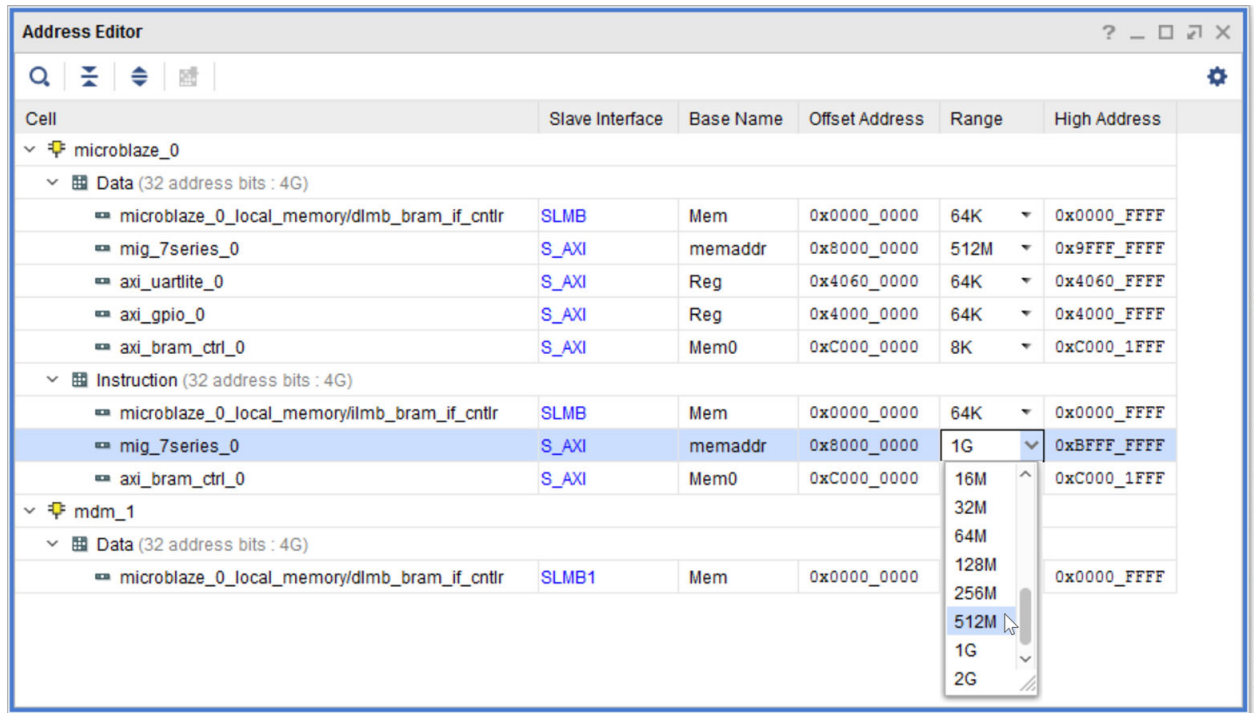 Address Editor
Cell Slave Interface Base Name Offset Address Range High Address
microblaze_0
Data (32 address bits : 4G)
microblaze_0_local_memory/dlmb_bram_if_cntlr SLMB Mem 0x0000_0000 64K 0x0000_FFFF
mig_7series_0 S_AXI memaddr 0x8000_0000 512M 0x9FFF_FFFF
axi_uartlite_0 S_AXI Reg 0x4060_0000 64K 0x4060_FFFF
axi_gpio_0 S_AXI Reg 0x4000_0000 64K 0x4000_FFFF
axi_bram_ctrl_0 S_AXI Mem0 0xC000_0000 8K 0xC000_1FFF
Instruction (32 address bits : 4G)
microblaze_0_local_memory/ilmb_bram_if_cntlr SLMB Mem 0x0000_0000 64K 0x0000_FFFF
mig_7series_0 S_AXI memaddr 0x8000_0000 1G 0xBFFF_FFFF
axi_bram_ctrl_0 S_AXI Mem0 0xC000_0000 16M 0xC000_1FFF
32M
mdm_1
64M
Data (32 address bits : 4G)
128M
microblaze_0_local_memory/dlmb_bram_if_cntlr SLMB1 Mem 0x0000_0000 0x0000_FFFF
256M
512M
1G
2G